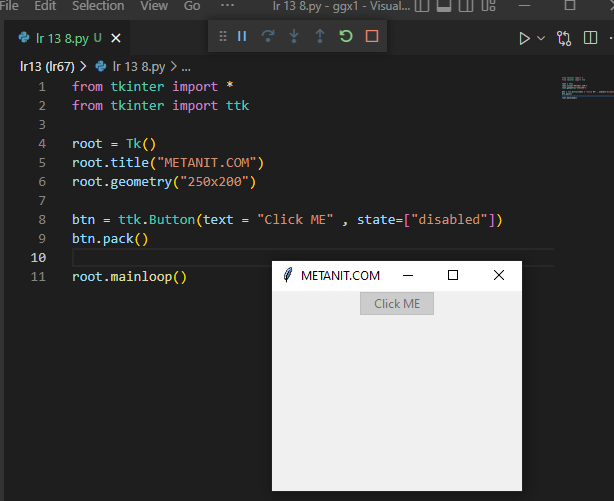 File Edit Selection View Go ··· lr 13 8.py - ggx1 - Visual...
lr 13 8.py U
lr13 (lr67) > lr 13 8.py > ...
1 from tkinter import *
2 from tkinter import ttk
3
4 root = Tk()
5 root.title("METANIT.COM")
6 root.geometry("250x200")
7
8 btn = ttk.Button(text = "Click ME" , state=["disabled"])
9 btn.pack()
10
11 root.mainloop()
METANIT.COM
Click ME